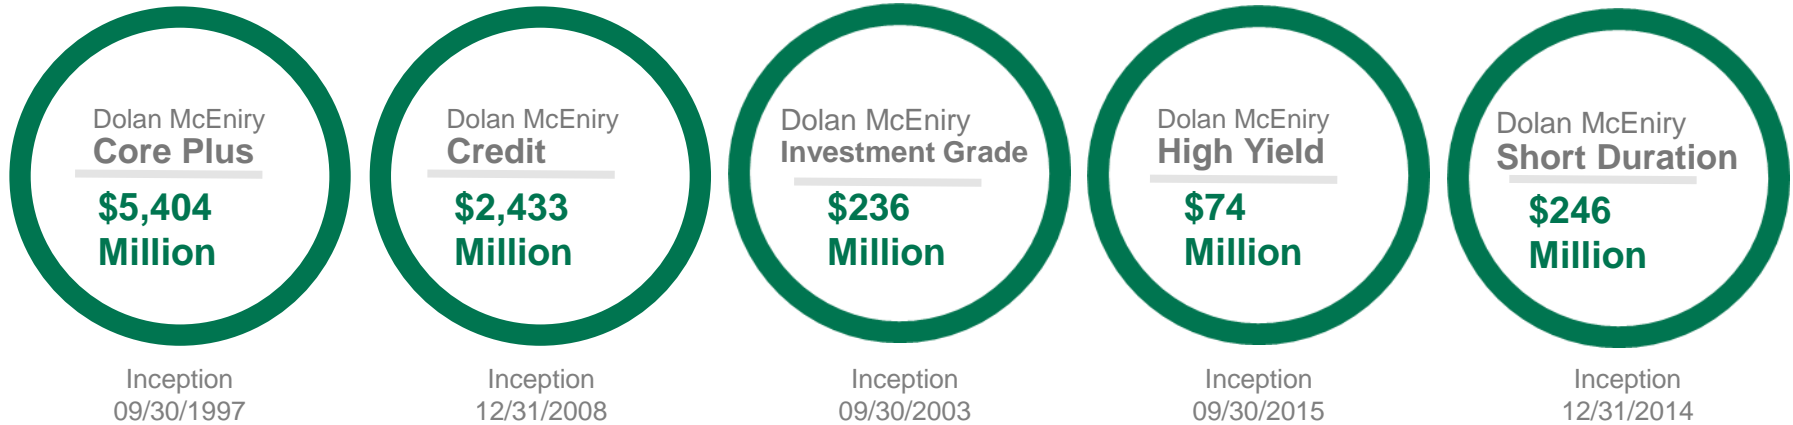 Dolan McEniry
Core Plus
$5,404
Million
Inception
09/30/1997
Dolan McEniry
Credit
$2,433
Million
Inception
12/31/2008
Dolan McEniry
Investment Grade
$236
Million
Inception
09/30/2003
Dolan McEniry
High Yield
$74
Million
Inception
09/30/2015
Dolan McEniry
Short Duration
$246
Million
Inception
12/31/2014